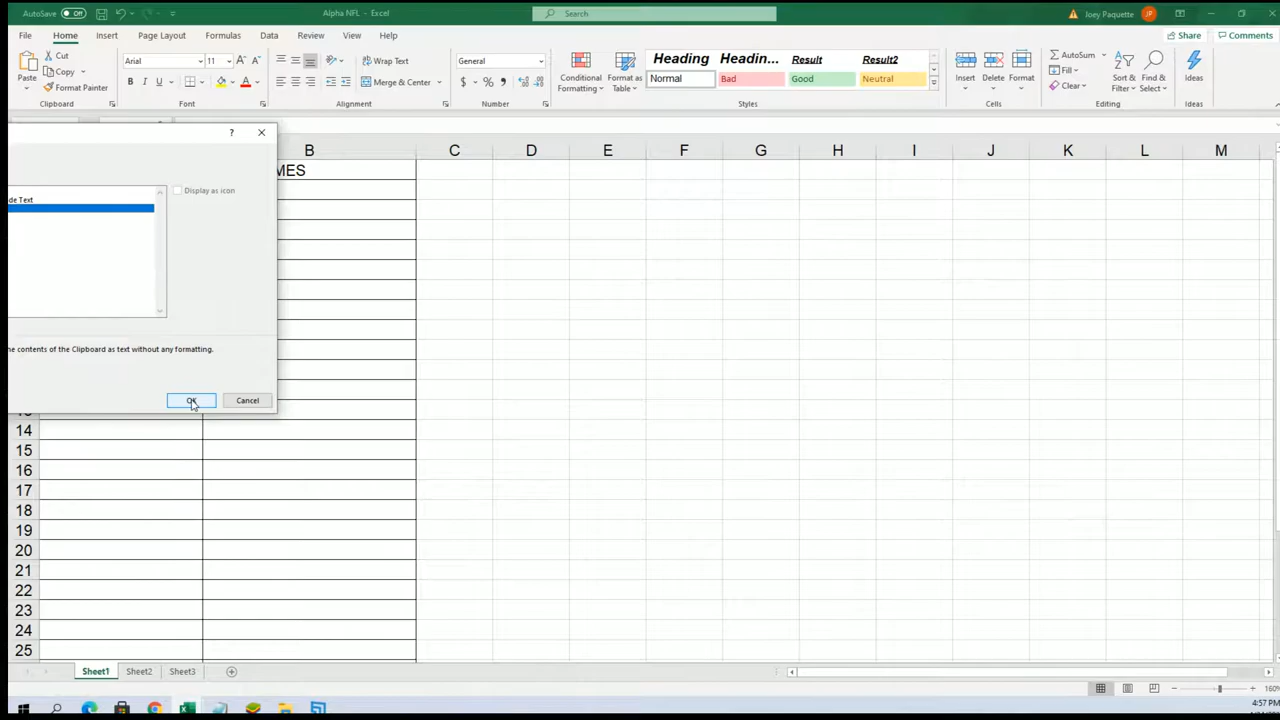 AutoSave Off Alpha NFL - Excel Search Joey Paquette JP
File Home Insert Page Layout Formulas Data Review View Help Share Comments
Paste Cut Copy Format Painter Clipboard
Arial 11 B I U Font
Wrap Text Merge & Center Alignment
General $ % Number
Conditional Formatting Format as Table
Heading Headin... Result Result2
Normal Bad Good Neutral
Styles
Insert Delete Format Cells
AutoSum Fill Clear Sort & Filter Find & Select Editing
Ideas Ideas
B C D E F G H I J K L M
MES
?
Display as icon
de Text
contents of the Clipboard as text without any formatting.
OK Cancel
14
15
16
17
18
19
20
21
22
23
24
25
Sheet1 Sheet2 Sheet3
160%
4:57 PM